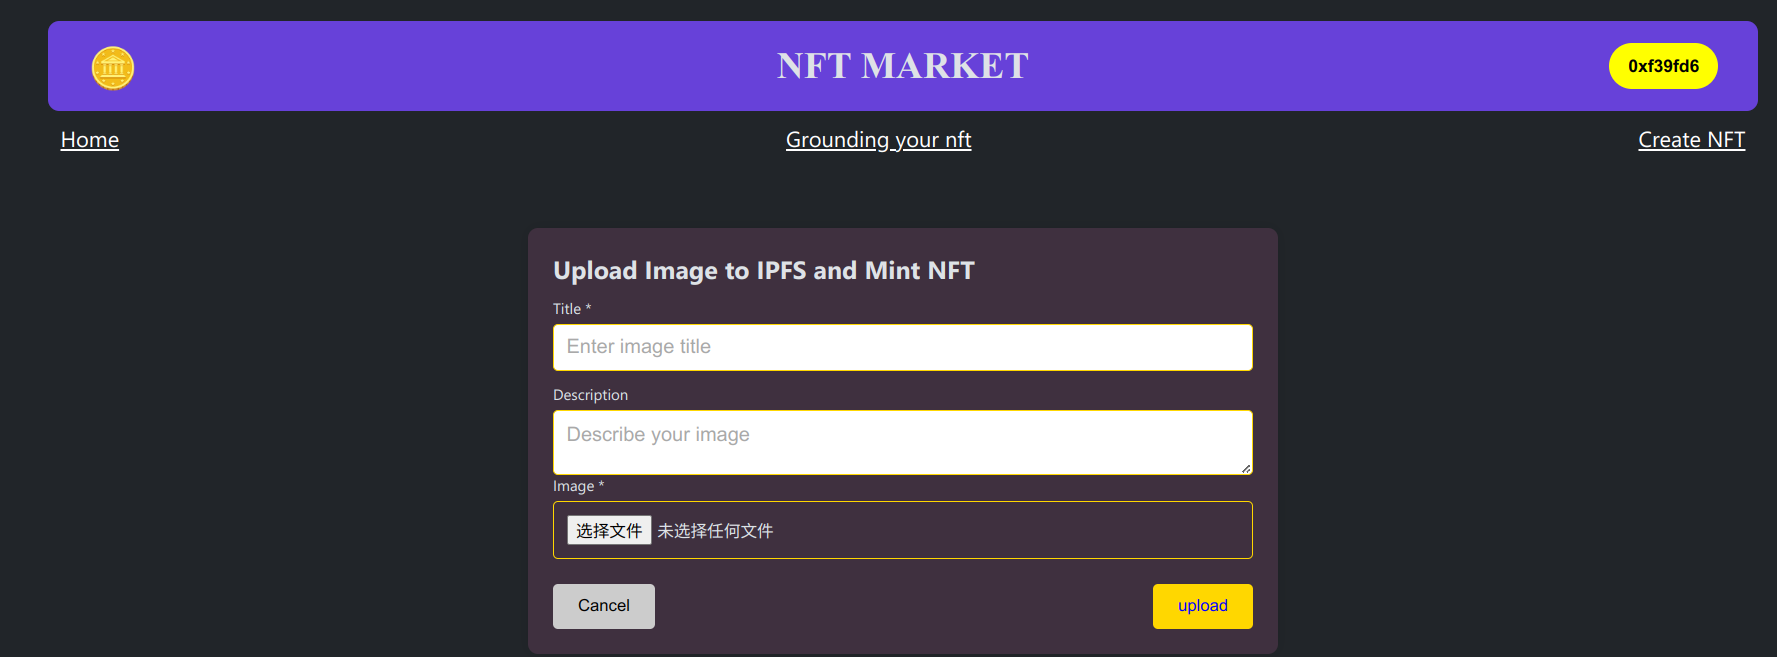 NFT MARKET
0xf39fd6
Home
Grounding your nft
Create NFT
Upload Image to IPFS and Mint NFT
Title *
Enter image title
Description
Describe your image
Image *
选择文件 未选择任何文件
Cancel
upload